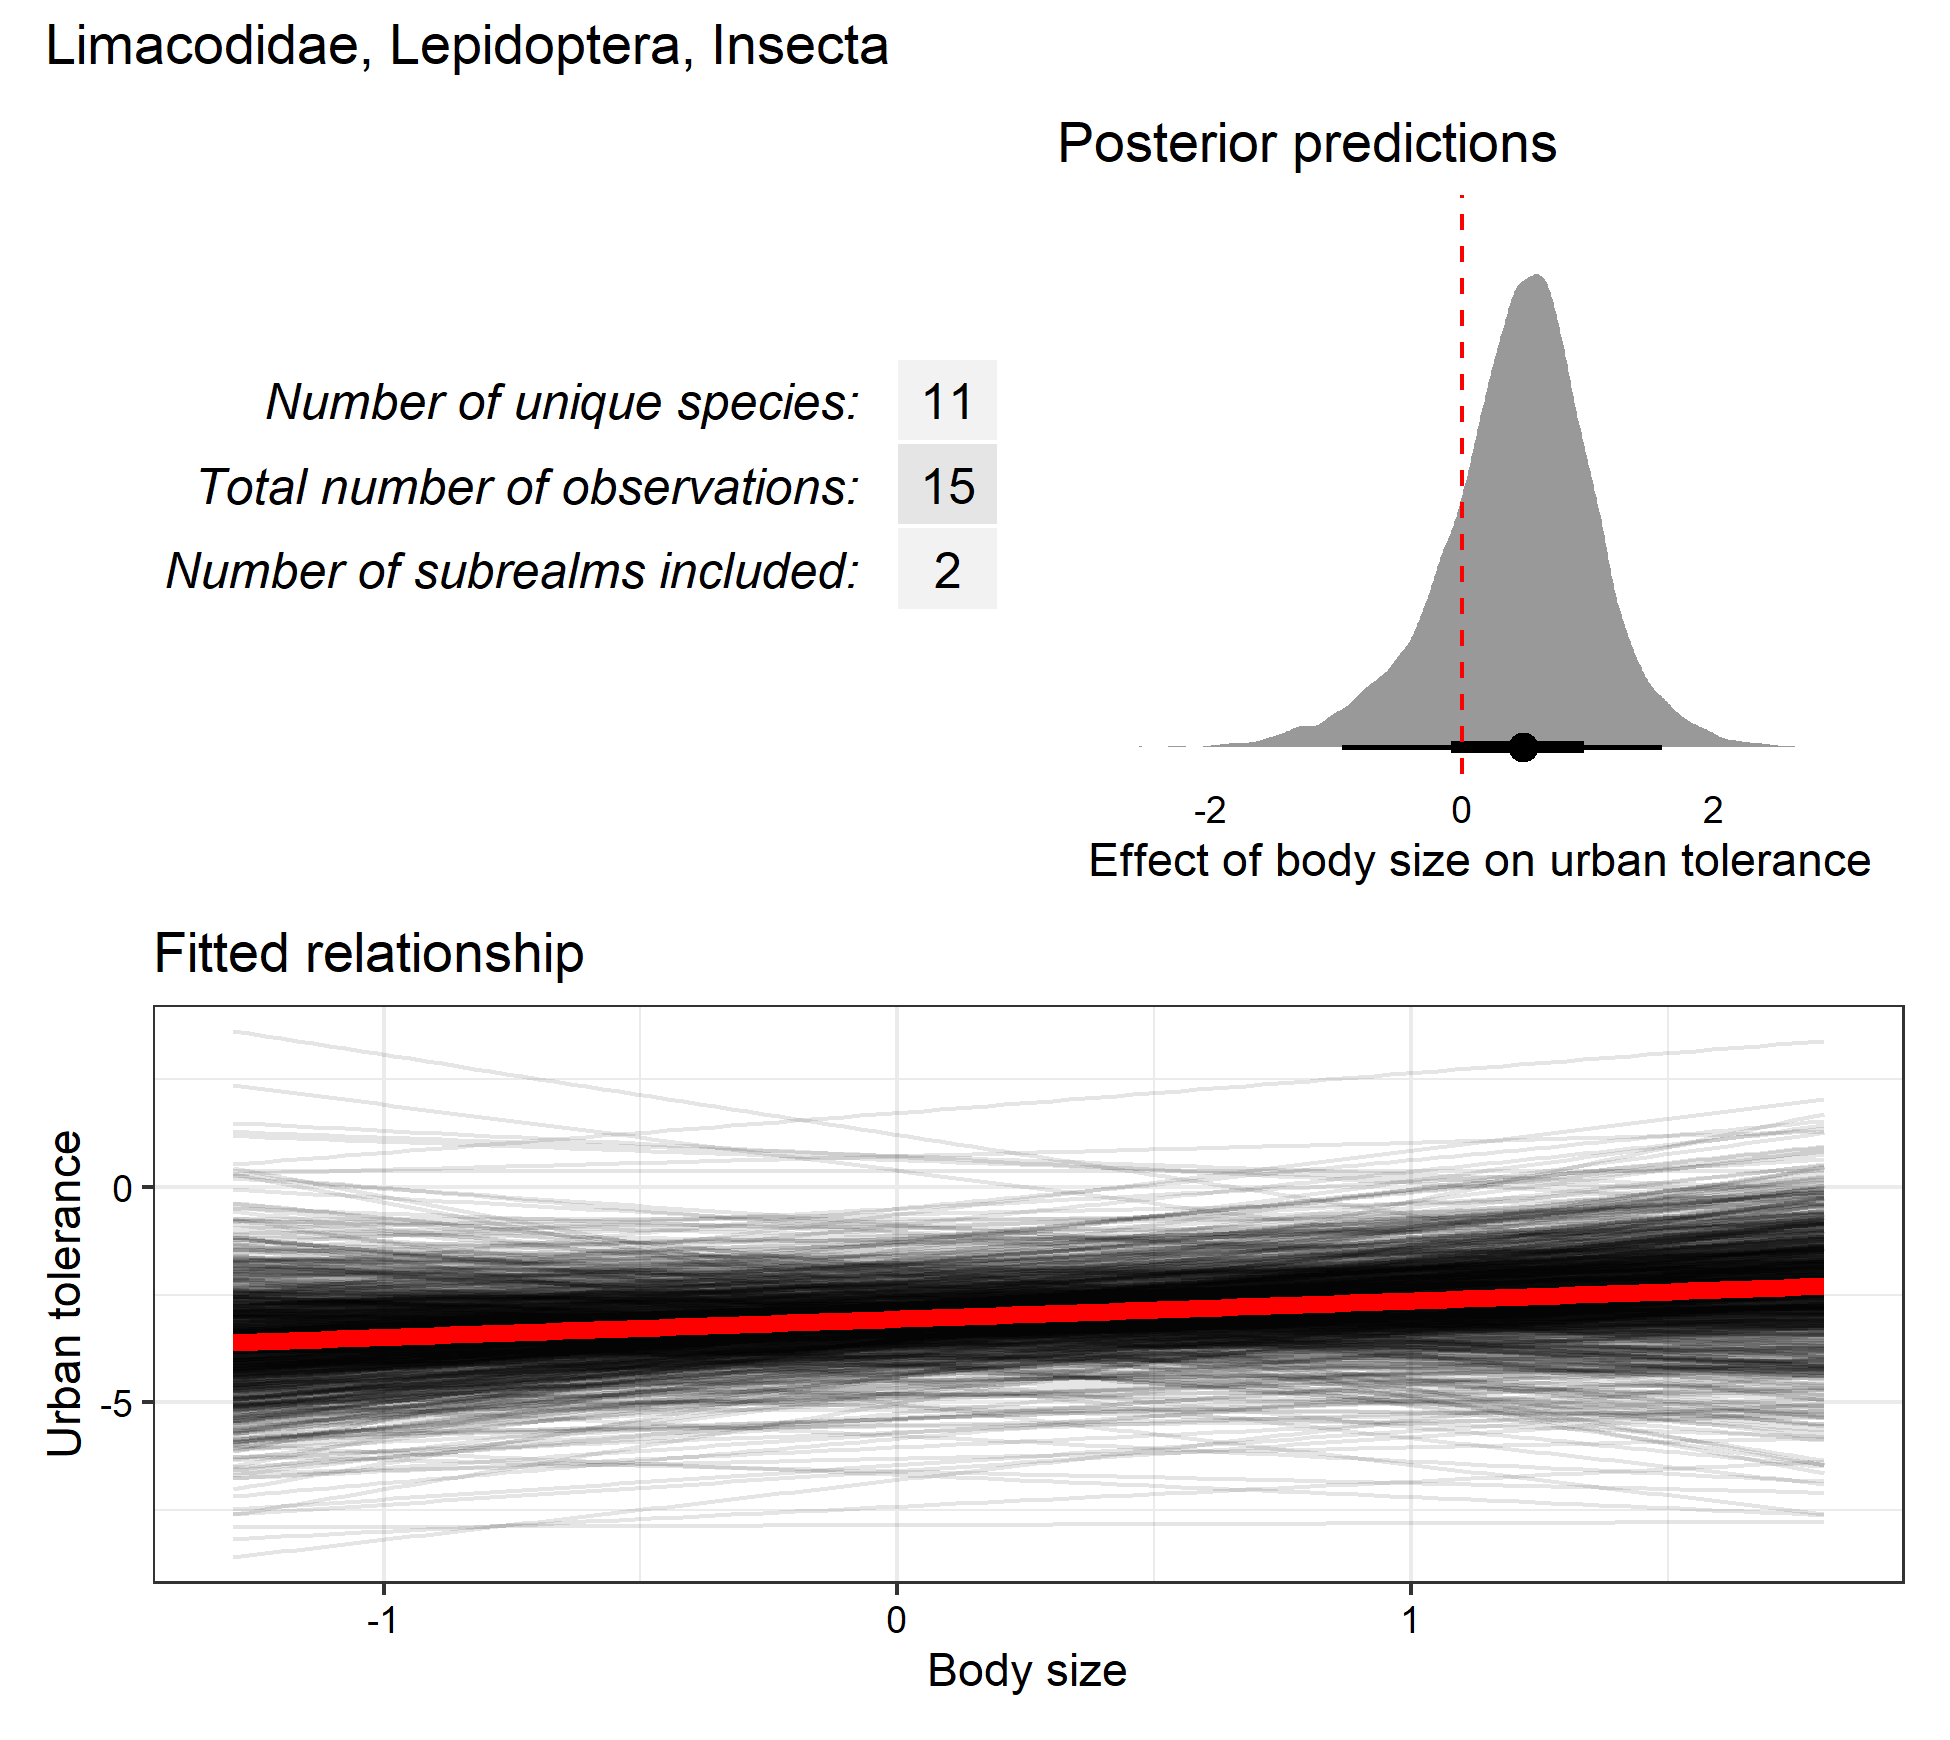 Limacodidae, Lepidoptera, Insecta
Posterior predictions
Number of unique species: 11
Total number of observations: 15
Number of subrealms included: 2
-2 0 2
Effect of body size on urban tolerance
Fitted relationship
Urban tolerance
0
-5
-1 0 1
Body size